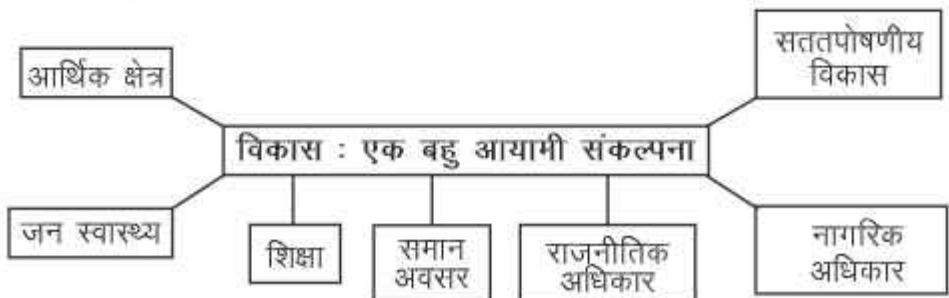 आर्थिक क्षेत्र
सततपोषणीय
विकास
विकास : एक बहु आयामी संकल्पना
जन स्वास्थ्य
शिक्षा
समान
अवसर
राजनीतिक
अधिकार
नागरिक
अधिकार